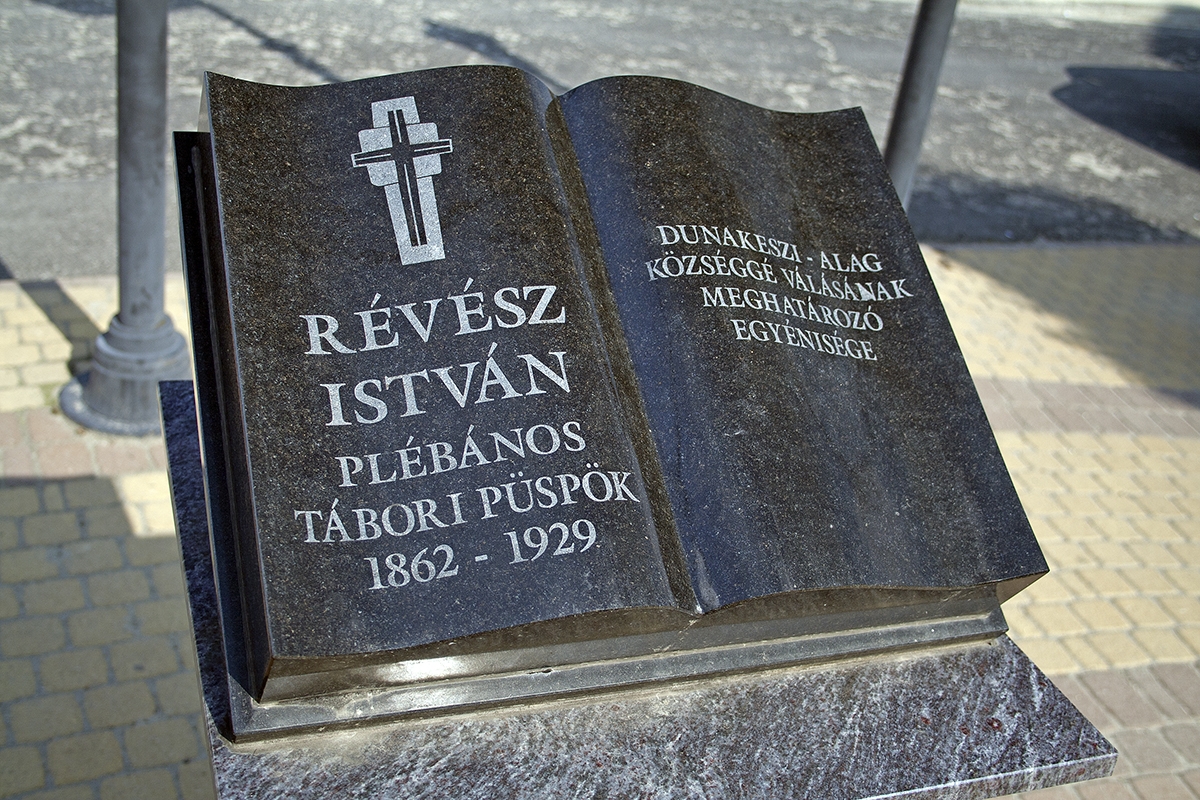 RÉVÉSZ
ISTVÁN
PLÉBÁNOS
TÁBORI PÜSPÖK
1862 - 1929
DUNAKESZI - ALAG
KÖZSÉGGÉ VÁLÁSÁNAK
MEGHATÁROZÓ
EGYÉNISÉGE